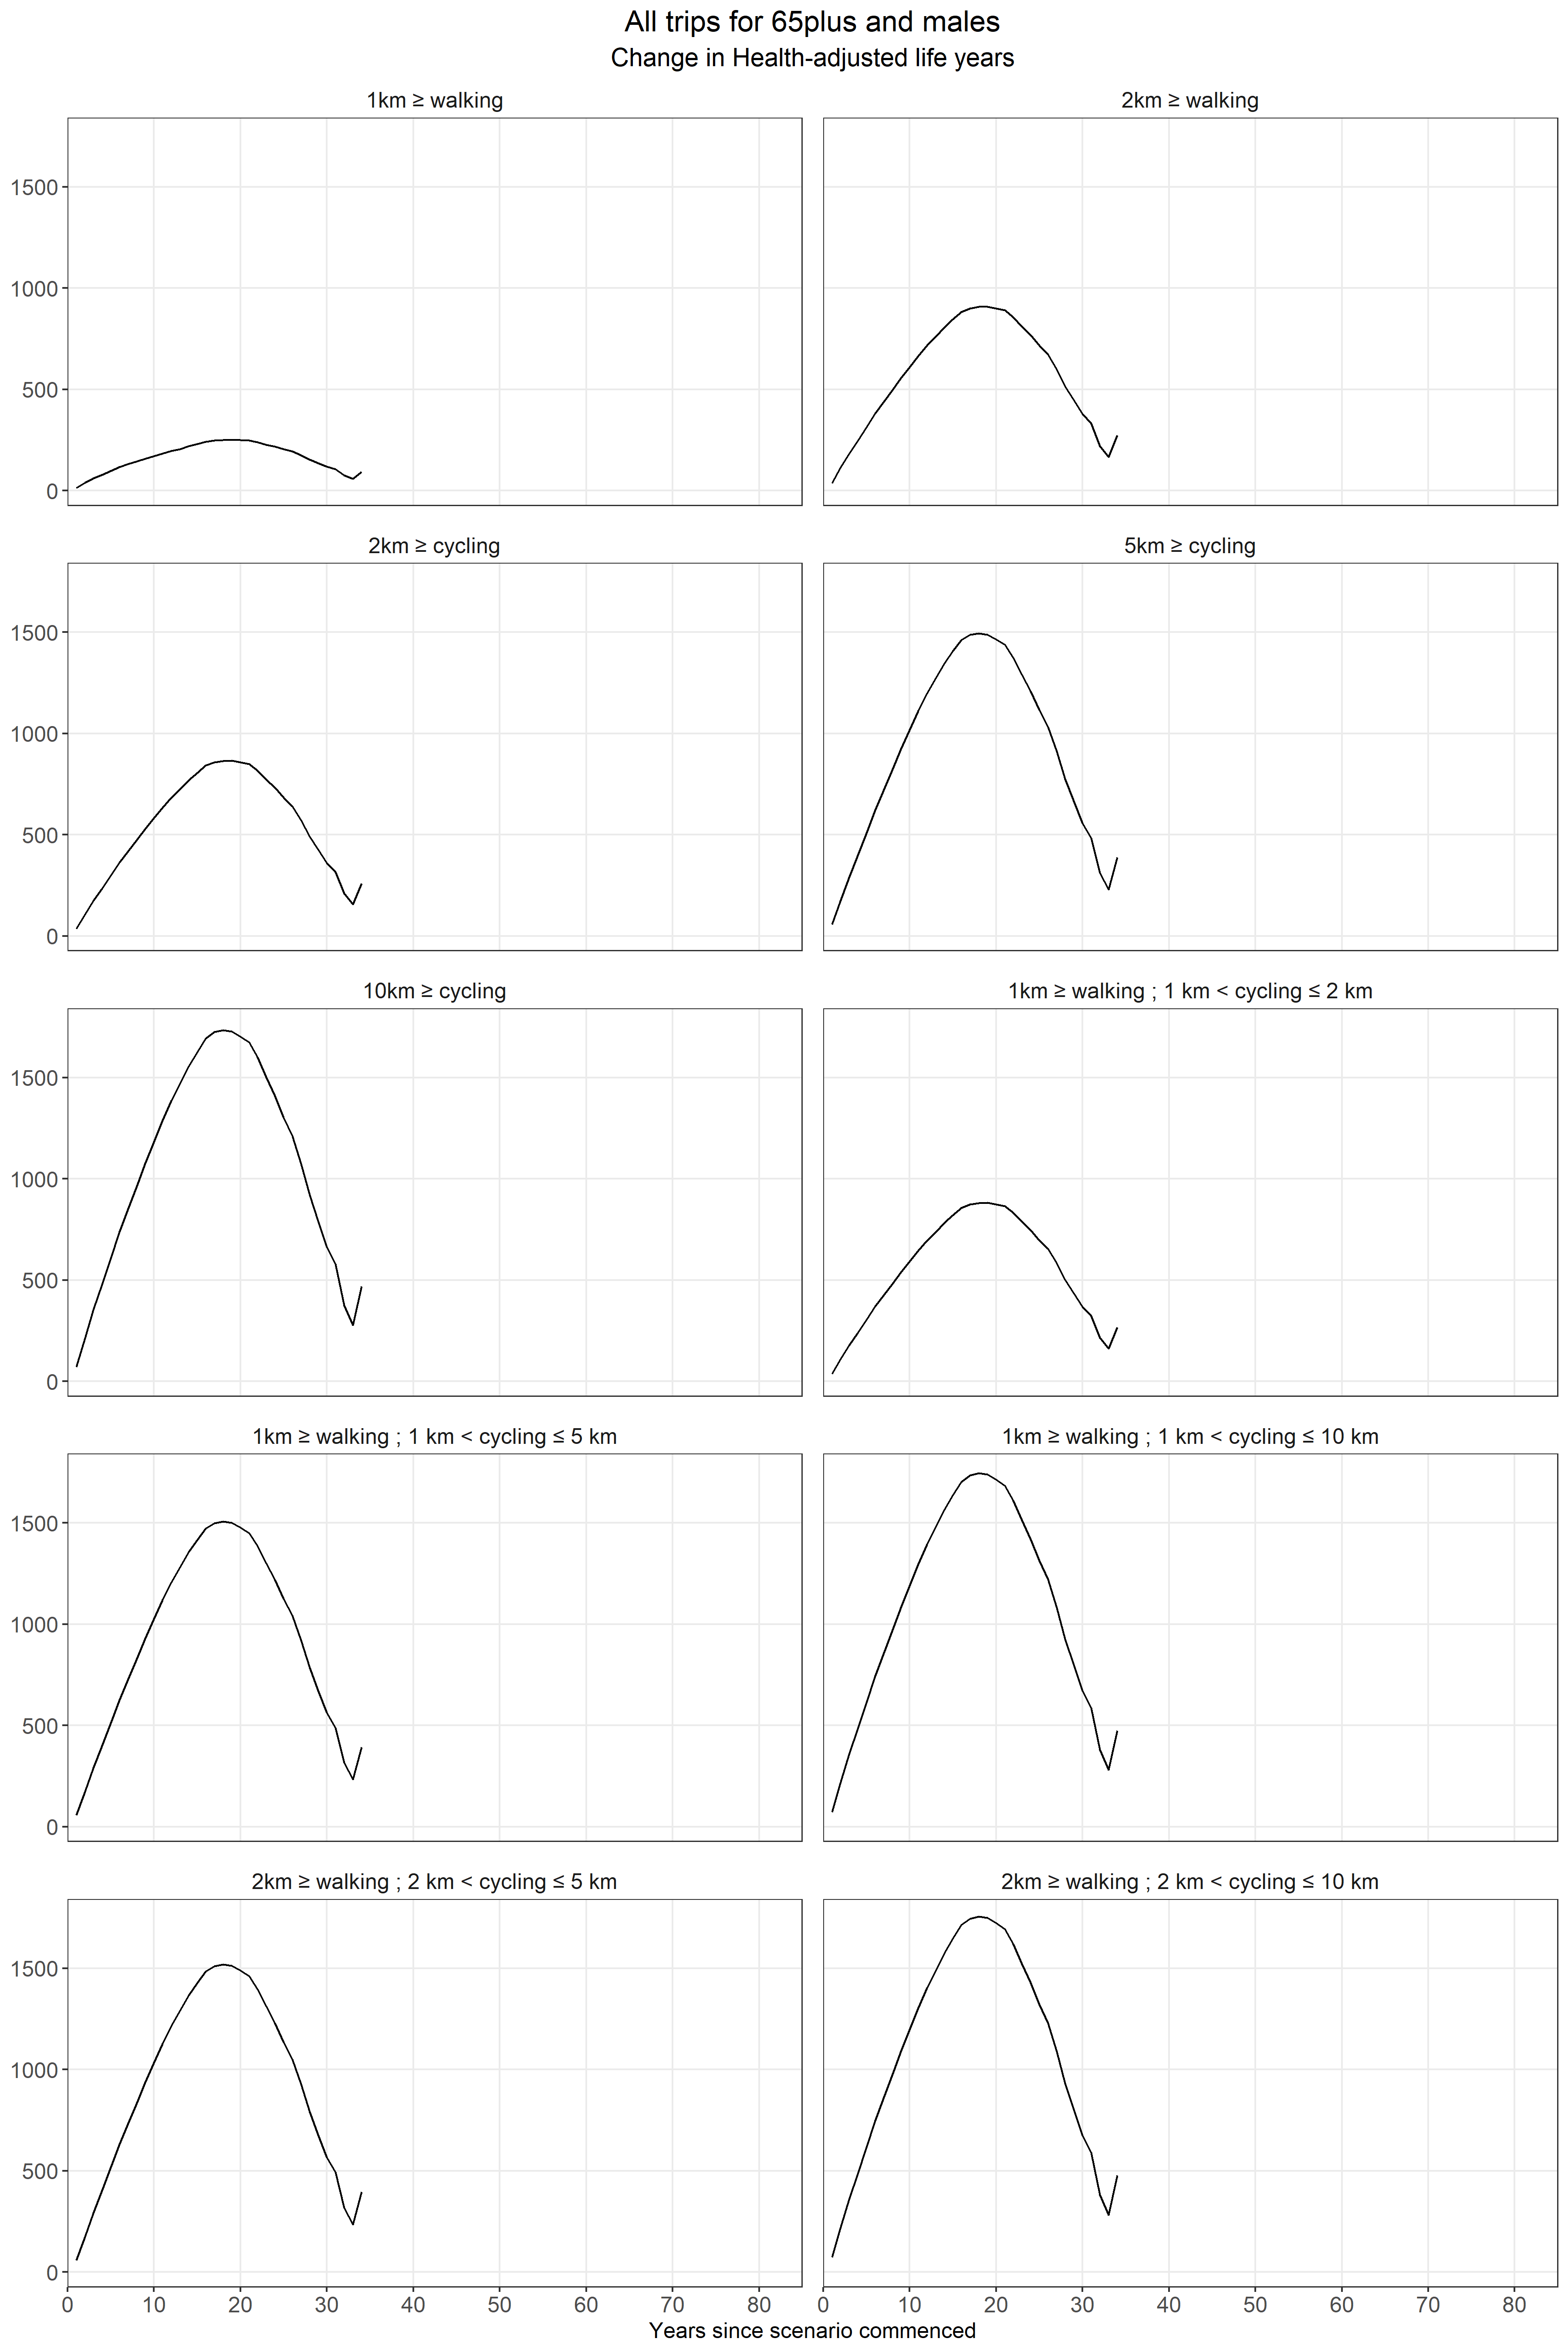 All trips for 65plus and males
Change in Health-adjusted life years
1km ≥ walking
2km ≥ walking
1500
1000
500
0
2km ≥ cycling
5km ≥ cycling
1500
1000
500
0
10km ≥ cycling
1km ≥ walking ; 1 km < cycling ≤ 2 km
1500
1000
500
0
1km ≥ walking ; 1 km < cycling ≤ 5 km
1km ≥ walking ; 1 km < cycling ≤ 10 km
1500
1000
500
0
2km ≥ walking ; 2 km < cycling ≤ 5 km
2km ≥ walking ; 2 km < cycling ≤ 10 km
1500
1000
500
0
0 10 20 30 40 50 60 70 80
0 10 20 30 40 50 60 70 80
Years since scenario commenced